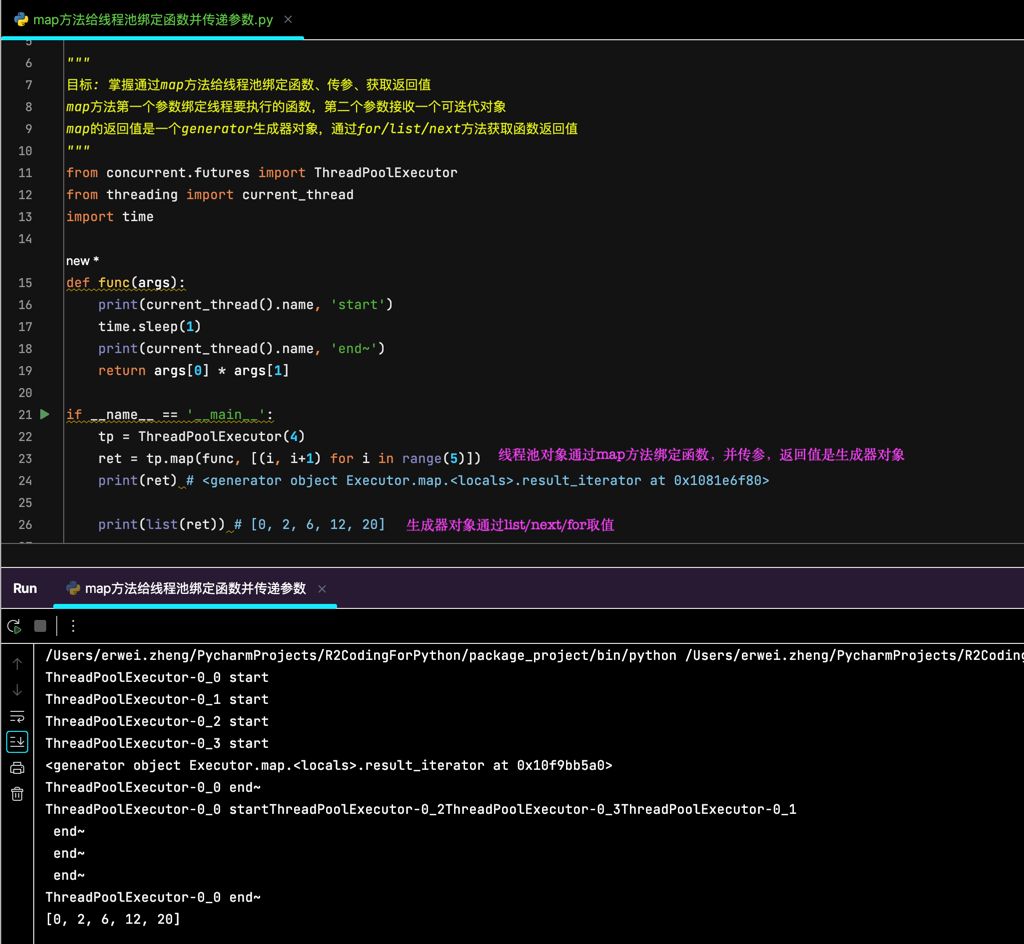 map方法给线程池绑定函数并传递参数.py
5
6 """
7 目标: 掌握通过map方法给线程池绑定函数、传参、获取返回值
8 map方法第一个参数绑定线程要执行的函数, 第二个参数接收一个可迭代对象
9 map的返回值是一个generator生成器对象, 通过for/list/next方法获取函数返回值
10 """
11 from concurrent.futures import ThreadPoolExecutor
12 from threading import current_thread
13 import time
14
new *
15 def func(args):
16     print(current_thread().name, 'start')
17     time.sleep(1)
18     print(current_thread().name, 'end~')
19     return args[0] * args[1]
20
21 if __name__ == '__main__':
22     tp = ThreadPoolExecutor(4)
23     ret = tp.map(func, [(i, i+1) for i in range(5)]) 线程池对象通过map方法绑定函数，并传参，返回值是生成器对象
24     print(ret) # <generator object Executor.map.<locals>.result_iterator at 0x1081e6f80>
25
26     print(list(ret)) # [0, 2, 6, 12, 20] 生成器对象通过list/next/for取值
Run map方法给线程池绑定函数并传递参数
/Users/erwei.zheng/PycharmProjects/R2CodingForPython/package_project/bin/python /Users/erwei.zheng/PycharmProjects/R2Coding
ThreadPoolExecutor-0_0 start
ThreadPoolExecutor-0_1 start
ThreadPoolExecutor-0_2 start
ThreadPoolExecutor-0_3 start
<generator object Executor.map.<locals>.result_iterator at 0x10f9bb5a0>
ThreadPoolExecutor-0_0 end~
ThreadPoolExecutor-0_0 startThreadPoolExecutor-0_2ThreadPoolExecutor-0_3ThreadPoolExecutor-0_1
 end~
 end~
 end~
ThreadPoolExecutor-0_0 end~
[0, 2, 6, 12, 20]